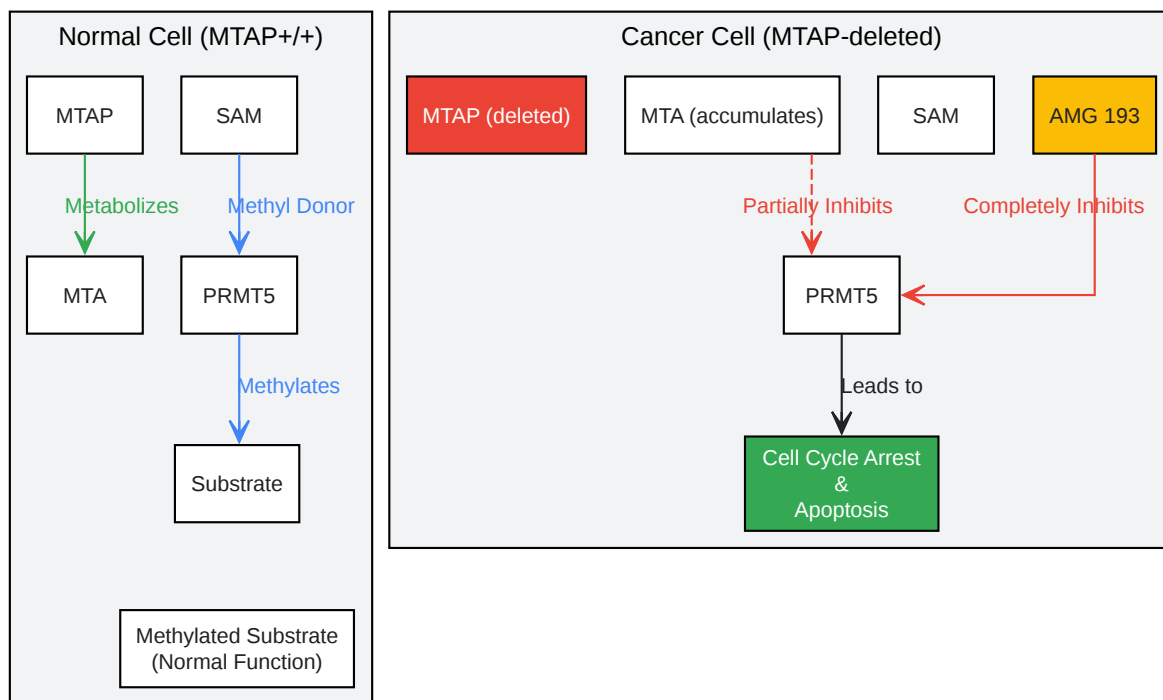 Normal Cell (MTAP+/+)
MTAP
SAM
Metabolizes
Methyl Donor
MTA
PRMT5
Methylates
Substrate
Methylated Substrate
(Normal Function)
Cancer Cell (MTAP-deleted)
MTAP (deleted)
MTA (accumulates)
SAM
AMG 193
Partially Inhibits
Completely Inhibits
PRMT5
Leads to
Cell Cycle Arrest
&
Apoptosis